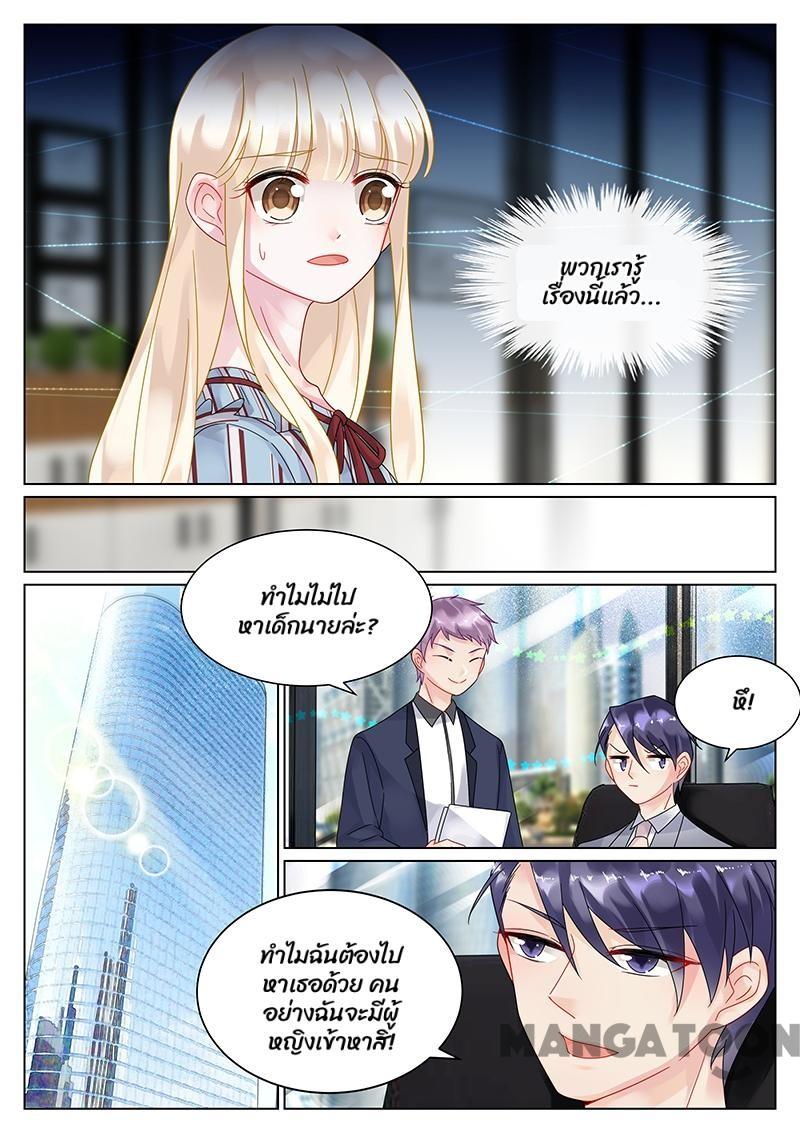 พวกเรารู้
เรื่องนี้แล้ว...
ทำไมไม่ไป
หาเด็กนายล่ะ?
หึ!
ทำไมฉันต้องไป
หาเธอด้วย คน
อย่างฉันจะมีผู้
หญิงเข้าหาสิ!
MANGATOON